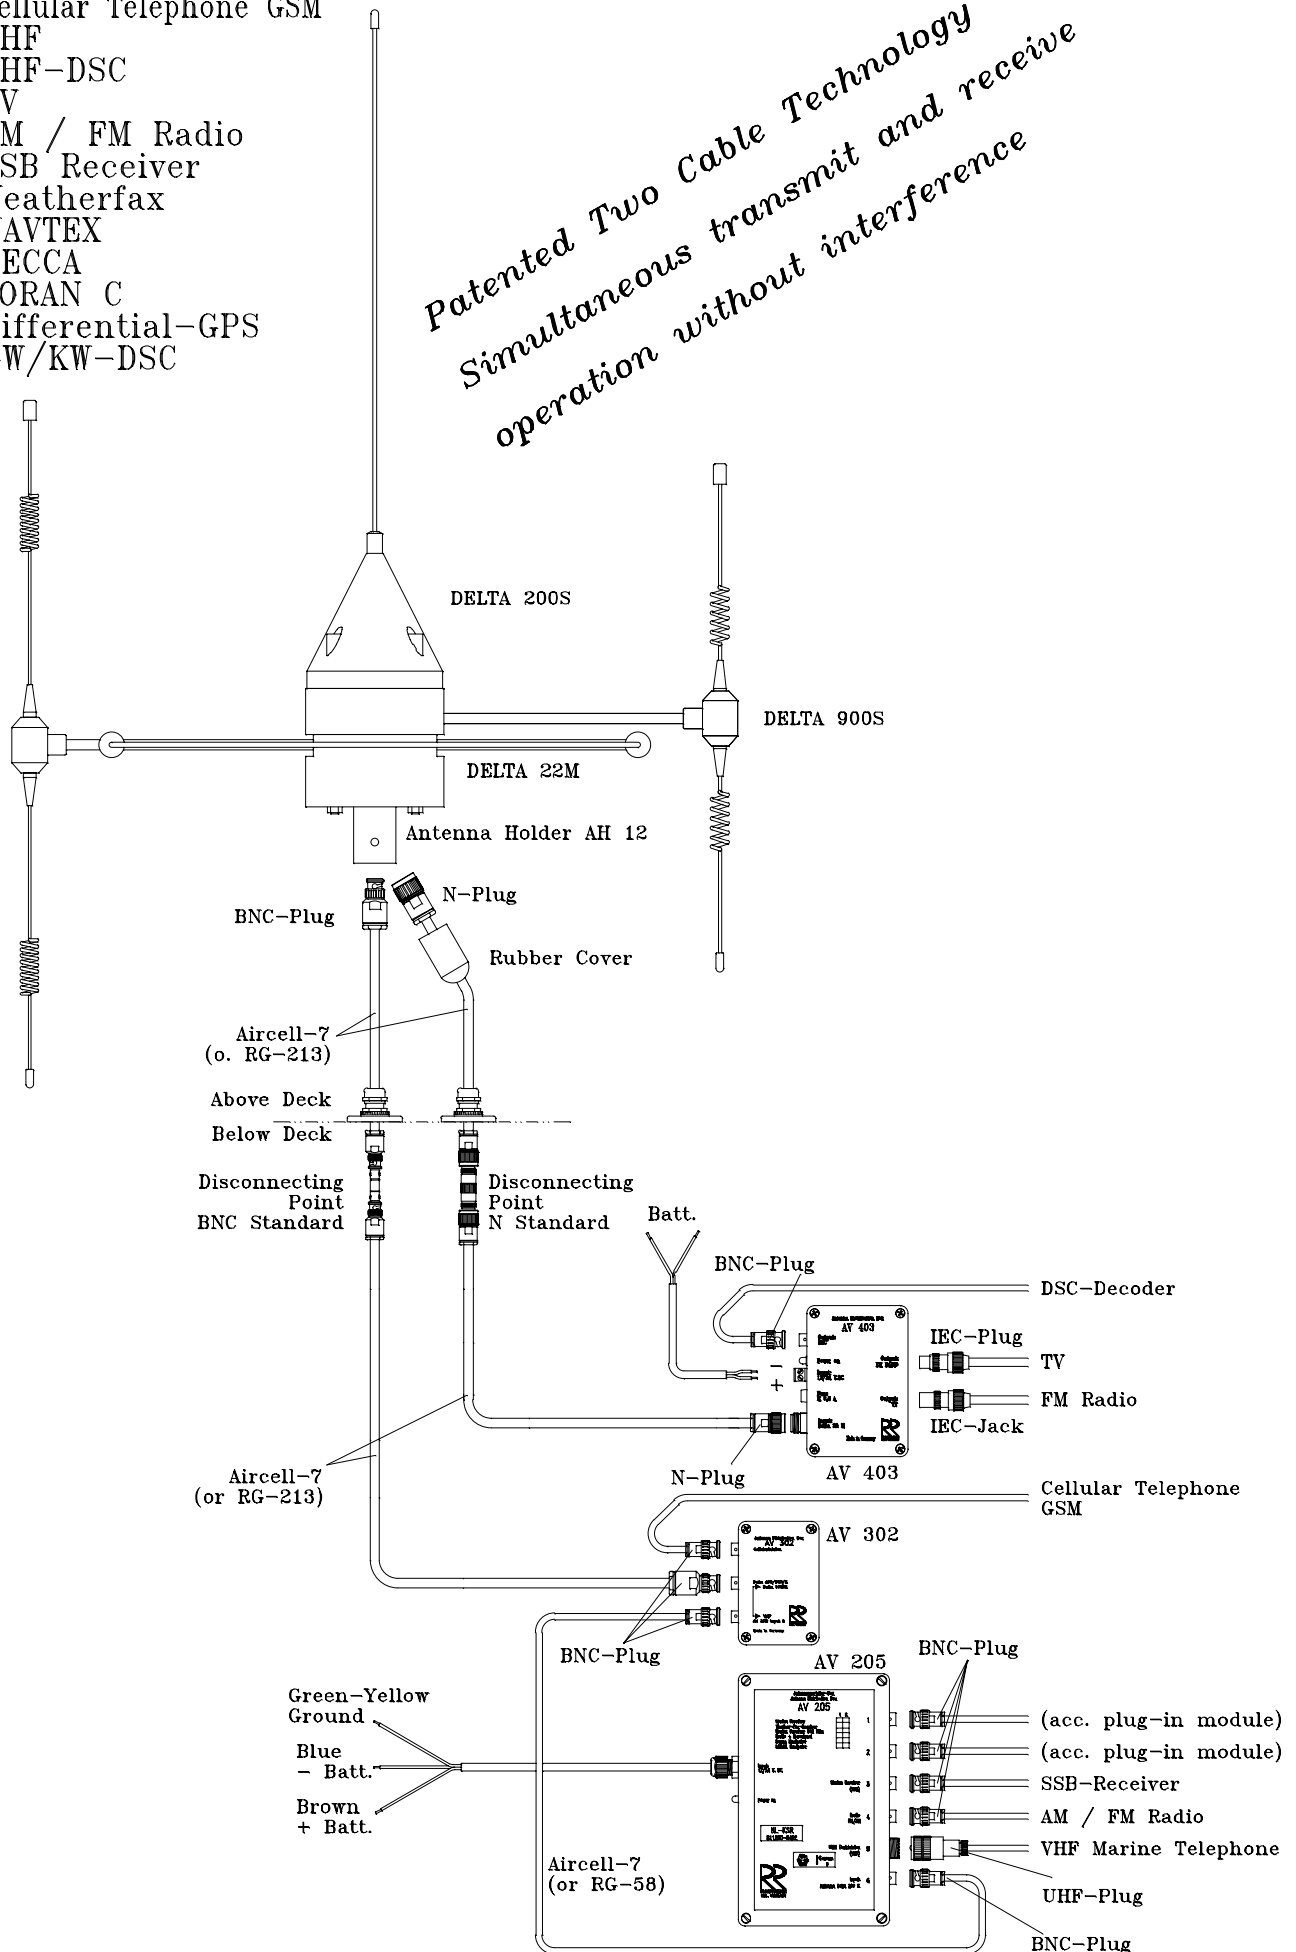 ellular Telephone GSM
HF
HF-DSC
V
M / FM Radio
SB Receiver
eatherfax
AVTEX
ECCA
ORAN C
ifferential-GPS
W/KW-DSC
Patented Two Cable Technology
Simultaneous transmit and receive
operation without interference
DELTA 200S
DELTA 900S
DELTA 22M
Antenna Holder AH 12
N-Plug
BNC-Plug
Rubber Cover
Aircell-7
(o. RG-213)
Above Deck
Below Deck
Disconnecting
Point
BNC Standard
Disconnecting
Point
N Standard
Batt.
BNC-Plug
DSC-Decoder
AV 403
IEC-Plug
TV
- 
+
FM Radio
IEC-Jack
N-Plug
AV 403
Aircell-7
(or RG-213)
Cellular Telephone
GSM
AV 302
AV 302
BNC-Plug
AV 205
BNC-Plug
Green-Yellow
Ground
Blue
- Batt.
Brown
+ Batt.
AV 205
1
2
3
4
5
6
(acc. plug-in module)
(acc. plug-in module)
SSB-Receiver
AM / FM Radio
VHF Marine Telephone
Aircell-7
(or RG-58)
UHF-Plug
BNC-Plug